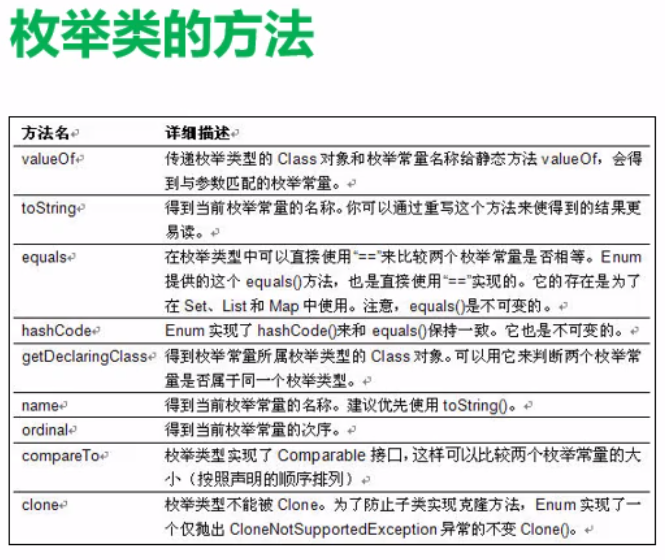 枚举类的方法
方法名 详细描述
valueOf 传递枚举类型的 Class 对象和枚举常量名称给静态方法 valueOf，会得
到与参数匹配的枚举常量。
toString 得到当前枚举常量的名称。你可以通过重写这个方法来使得到的结果更
易读。
equals 在枚举类型中可以直接使用“==”来比较两个枚举常量是否相等。Enum
提供的这个 equals()方法，也是直接使用“==”实现的。它的存在是为了
在 Set、List 和 Map 中使用。注意，equals()是不可变的。
hashCode Enum 实现了 hashCode()来和 equals()保持一致。它也是不可变的。
getDeclaringClass 得到枚举常量所属枚举类型的 Class 对象。可以用它来判断两个枚举常
量是否属于同一个枚举类型。
name 得到当前枚举常量的名称。建议优先使用 toString()。
ordinal 得到当前枚举常量的次序。
compareTo 枚举类型实现了 Comparable 接口，这样可以比较两个枚举常量的大
小（按照声明的顺序排列）
clone 枚举类型不能被 Clone。为了防止子类实现克隆方法，Enum 实现了一
个仅抛出 CloneNotSupportedException 异常的不变 Clone()。